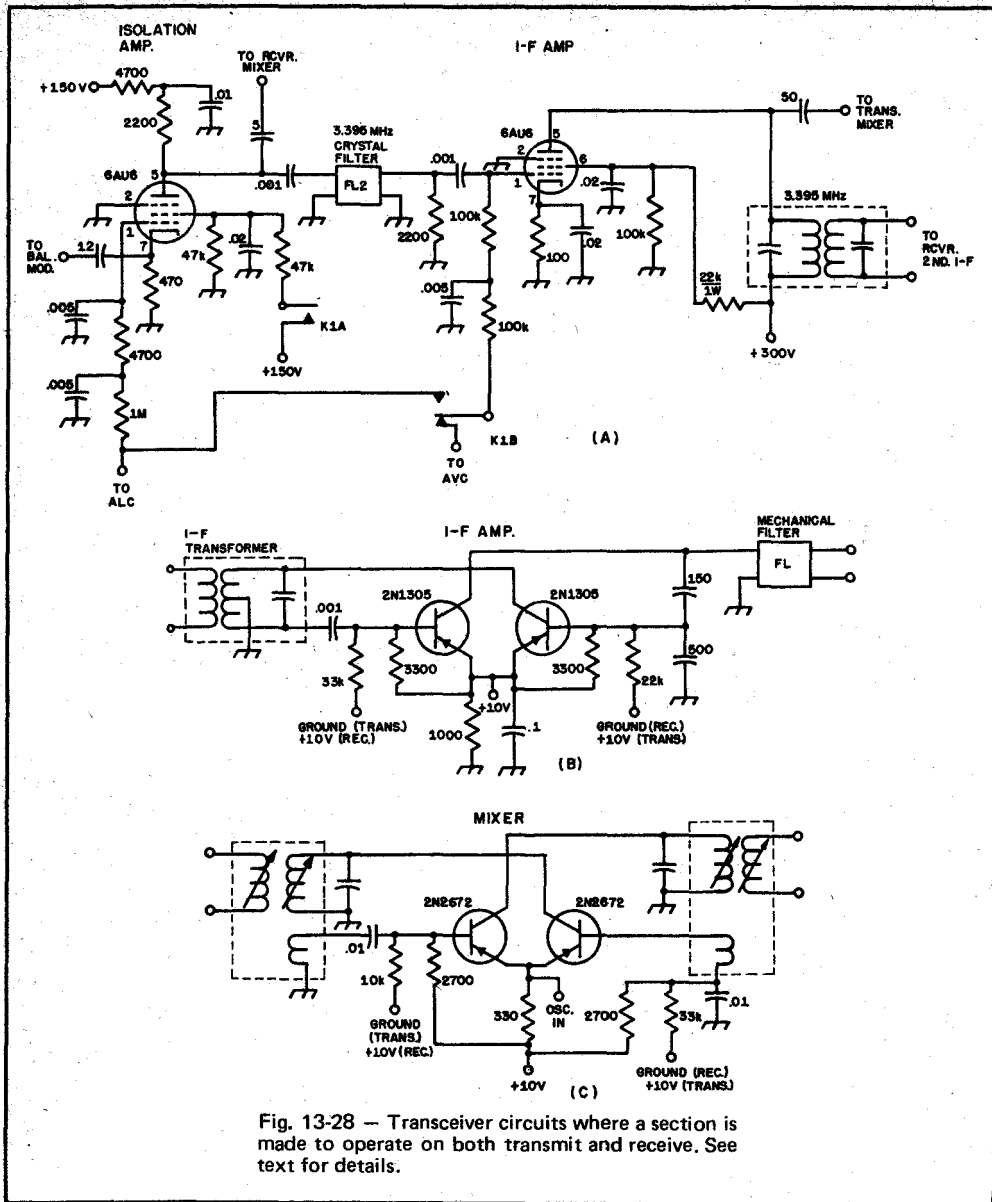 ISOLATION
AMP.
TO RCVR.
MIXER
I-F AMP
4700
+150V
.01
2200
5
50
TO
TRANS.
MIXER
3.395 MHz
CRYSTAL
FILTER
6AU6
5
.001
FL2
.001
6AU6
5
2
6
1
7
.02
3.395 MHz
2
1
7
TO
BAL.
MOD.
12
.02
47k
47k
470
2200
100k
100
.02
100k
TO
RCVR.
2ND. I-F
.005
4700
K1A
+150V
.005
100k
22k
1W
+300V
.005
1M
K1B
TO
ALC
TO
AVC
(A)
I-F
TRANSFORMER
I-F AMP.
MECHANICAL
FILTER
FL
2N1305
2N1305
150
.001
3300
3300
500
33k
22k
+10V
GROUND (TRANS.)
+10V (REC.)
1000
.1
GROUND (REC.)
+10V (TRANS)
(B)
MIXER
2N2672
2N2672
.01
10k
2700
OSC.
IN
330
2700
33k
.01
GROUND
(TRANS.)
+10V (REC.)
+10V
GROUND (REC.)
+10V (TRANS.)
(C)
Fig. 13-28 — Transceiver circuits where a section is
made to operate on both transmit and receive. See
text for details.